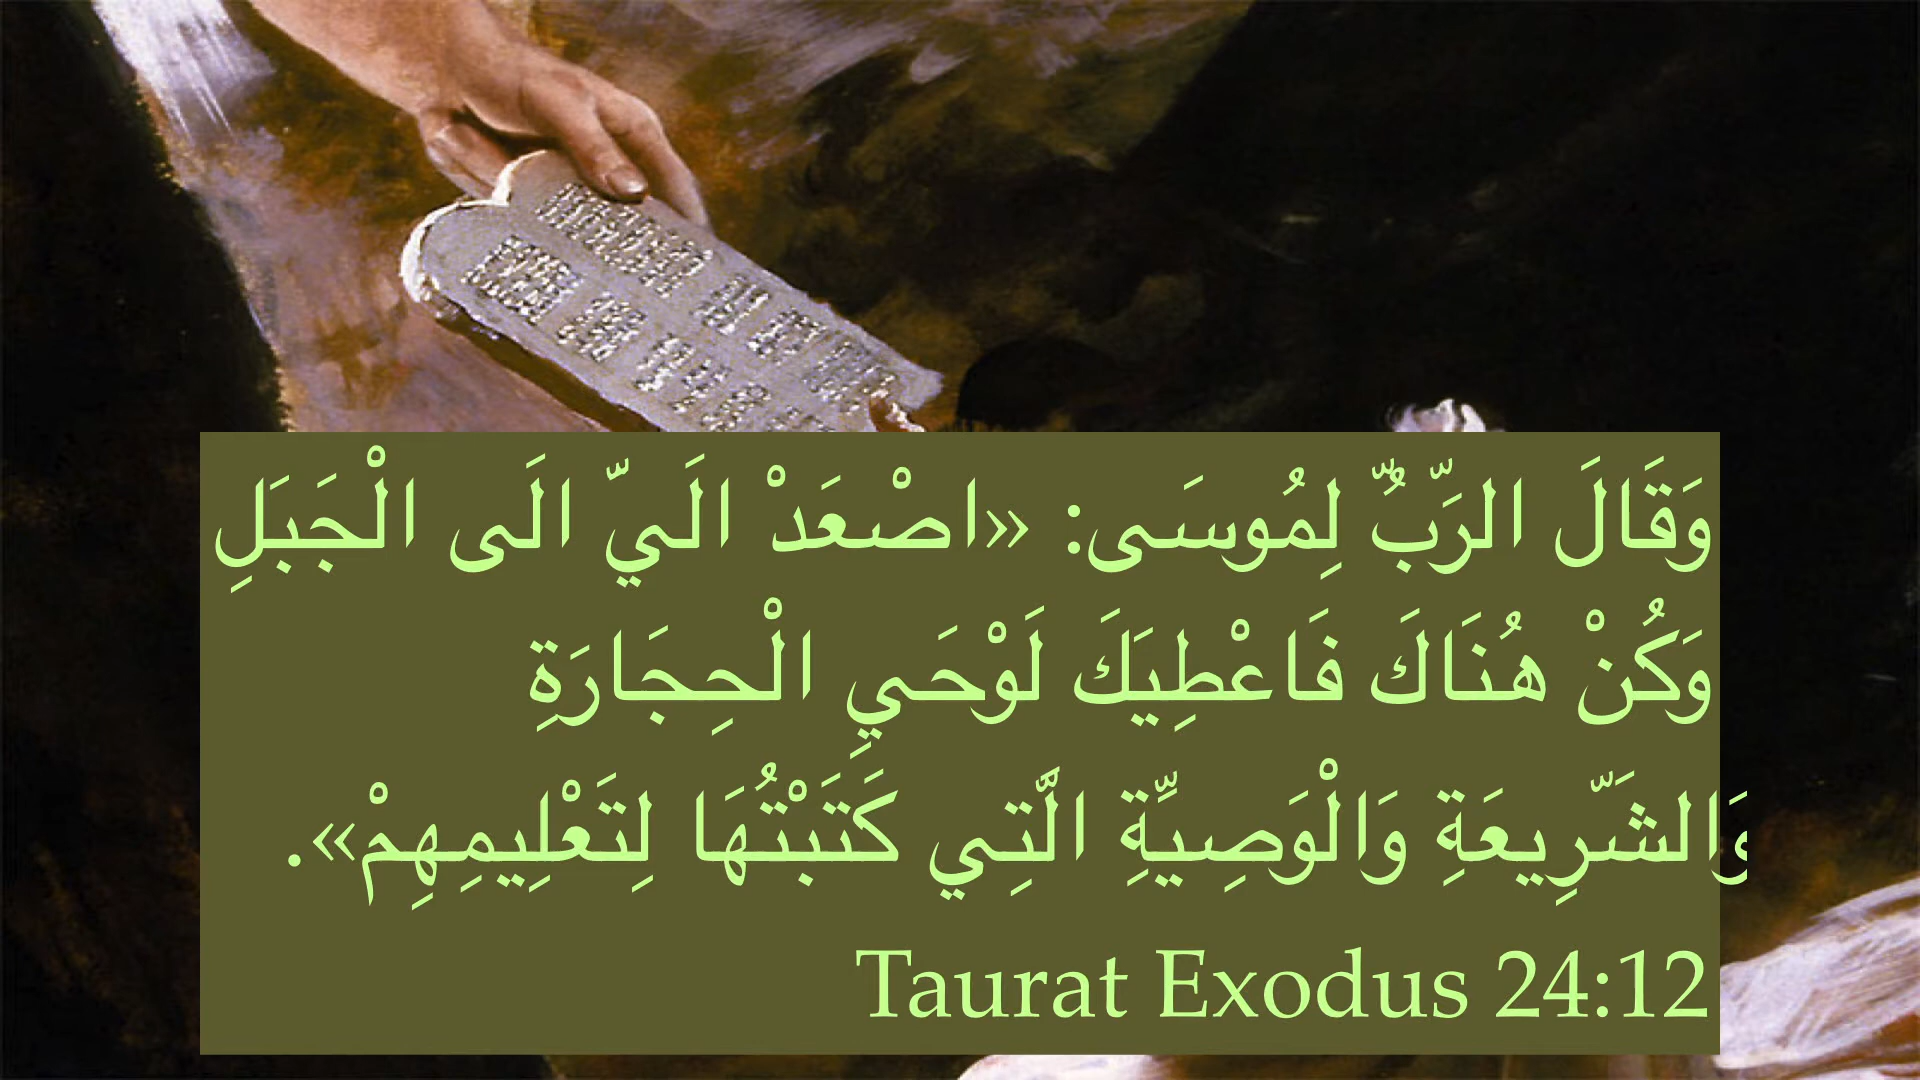 وَقَالَ الرَّبُّ لِمُوسَى: «اصْعَدْ الَيّ الَى الْجَبَلِ
وَكُنْ هُنَاكَ فَاعْطِيَكَ لَوْحَيِ الْحِجَارَةِ
وَالشَّرِيعَةِ وَالْوَصِيَّةِ الَّتِي كَتَبْتُهَا لِتَعْلِيمِهِمْ».
Taurat Exodus 24:12